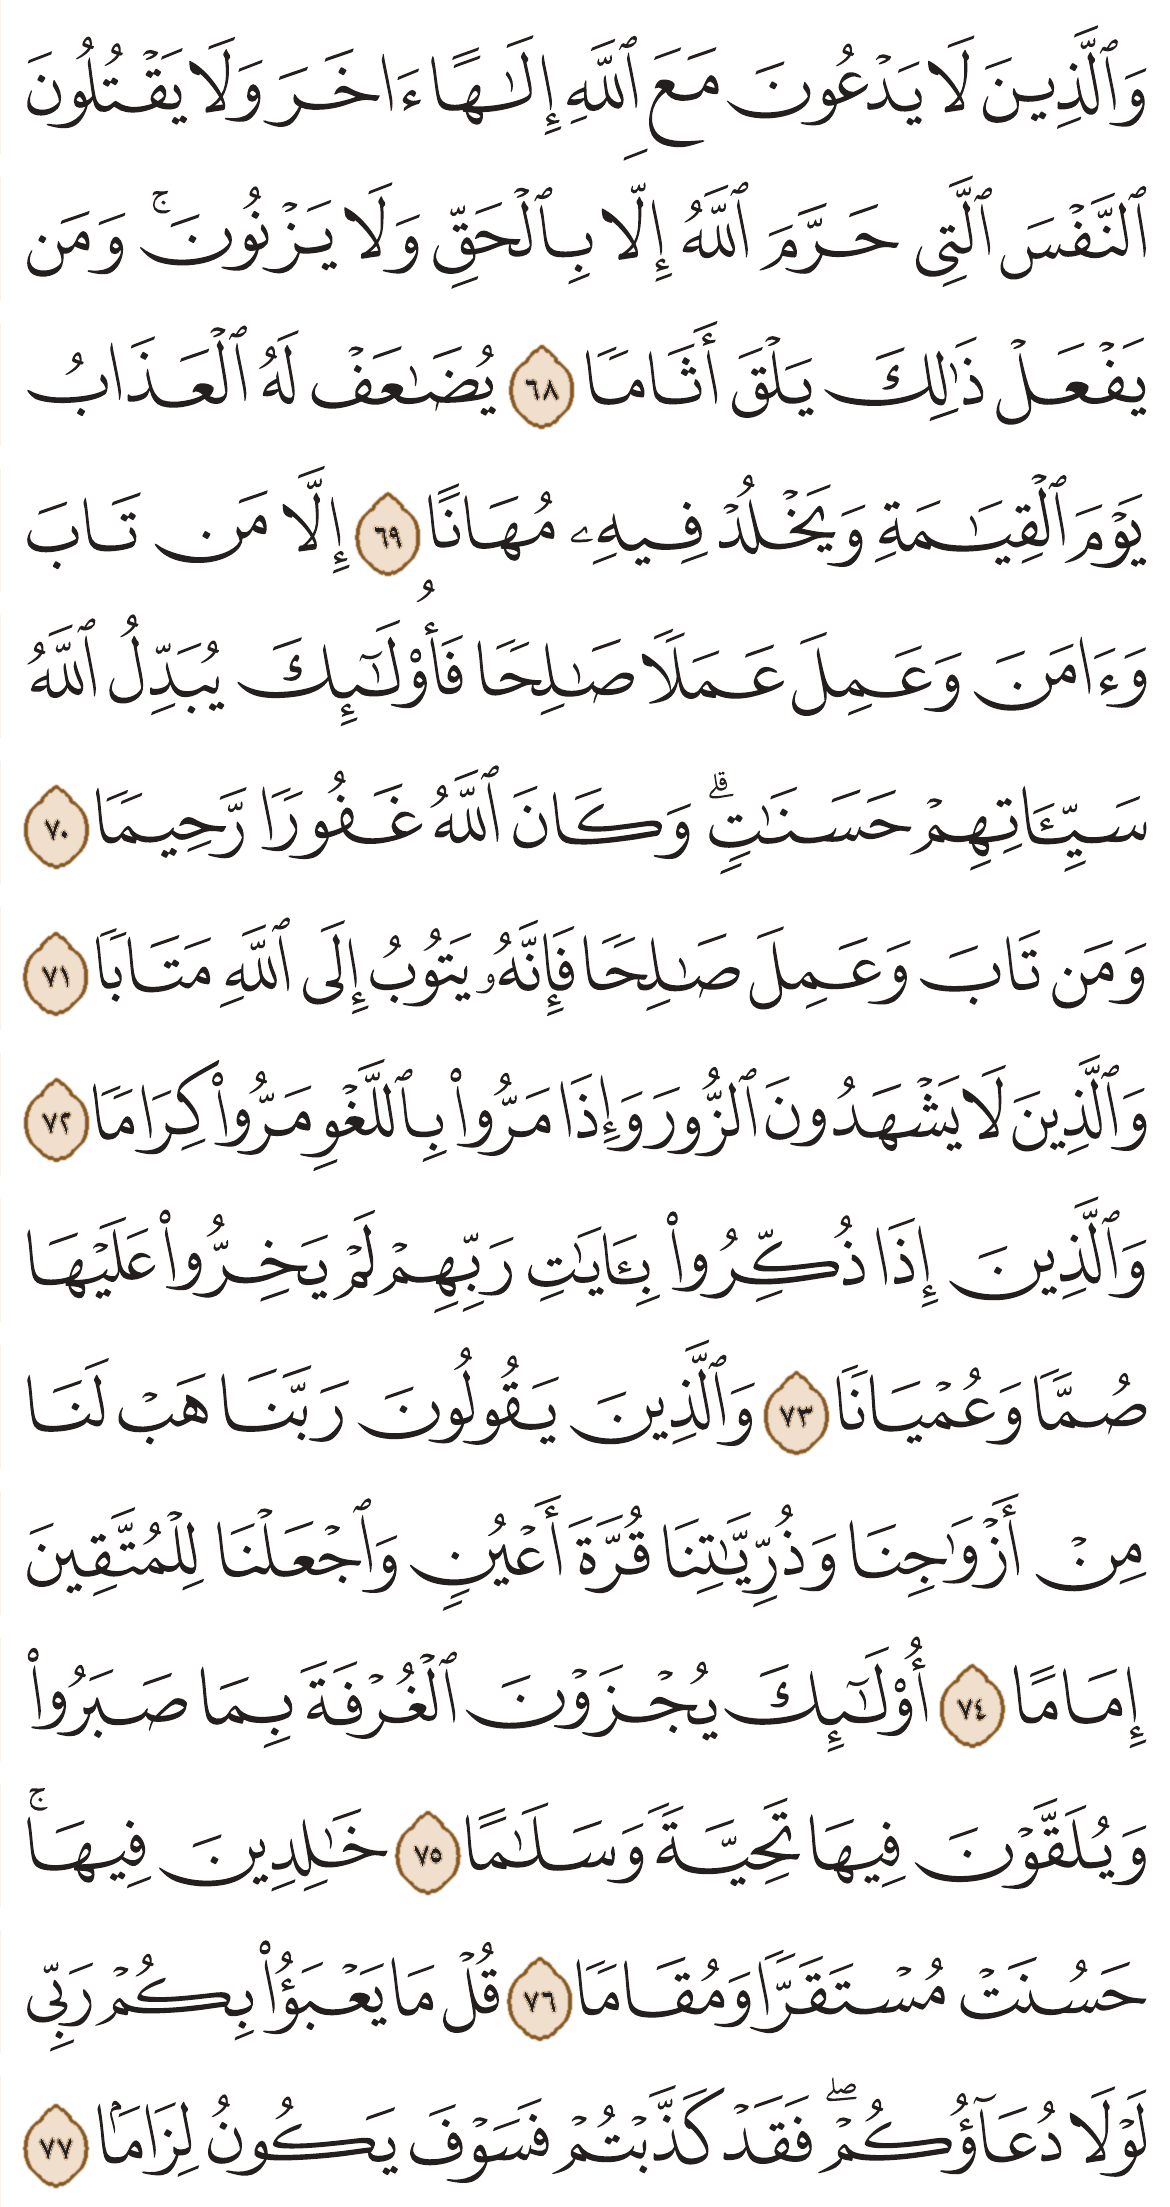 وَٱلَّذِينَ لَا يَدْعُونَ مَعَ ٱللَّهِ إِلَٰهًا ءَاخَرَ وَلَا يَقْتُلُونَ
ٱلنَّفْسَ ٱلَّتِى حَرَّمَ ٱللَّهُ إِلَّا بِٱلْحَقِّ وَلَا يَزْنُونَ ۚ وَمَن
يَفْعَلْ ذَٰلِكَ يَلْقَ أَثَامًا ٦٨ يُضَٰعَفْ لَهُ ٱلْعَذَابُ
يَوْمَ ٱلْقِيَٰمَةِ وَيَخْلُدْ فِيهِۦ مُهَانًا ٦٩ إِلَّا مَن تَابَ
وَءَامَنَ وَعَمِلَ عَمَلًا صَٰلِحًا فَأُو۟لَٰٓئِكَ يُبَدِّلُ ٱللَّهُ
سَيِّـَٔاتِهِمْ حَسَنَٰتٍ ۗ وَكَانَ ٱللَّهُ غَفُورًا رَّحِيمًا ٧٠
وَمَن تَابَ وَعَمِلَ صَٰلِحًا فَإِنَّهُۥ يَتُوبُ إِلَى ٱللَّهِ مَتَابًا ٧١
وَٱلَّذِينَ لَا يَشْهَدُونَ ٱلزُّورَ وَإِذَا مَرُّوا۟ بِٱللَّغْوِ مَرُّوا۟ كِرَامًا ٧٢
وَٱلَّذِينَ إِذَا ذُكِّرُوا۟ بِـَٔايَٰتِ رَبِّهِمْ لَمْ يَخِرُّوا۟ عَلَيْهَا
صُمًّا وَعُمْيَانًا ٧٣ وَٱلَّذِينَ يَقُولُونَ رَبَّنَا هَبْ لَنَا
مِنْ أَزْوَٰجِنَا وَذُرِّيَّٰتِنَا قُرَّةَ أَعْيُنٍ وَٱجْعَلْنَا لِلْمُتَّقِينَ
إِمَامًا ٧٤ أُو۟لَٰٓئِكَ يُجْزَوْنَ ٱلْغُرْفَةَ بِمَا صَبَرُوا۟
وَيُلَقَّوْنَ فِيهَا تَحِيَّةً وَسَلَٰمًا ٧٥ خَٰلِدِينَ فِيهَا ۚ
حَسُنَتْ مُسْتَقَرًّا وَمُقَامًا ٧٦ قُلْ مَا يَعْبَؤُا۟ بِكُمْ رَبِّى
لَوْلَا دُعَآؤُكُمْ ۖ فَقَدْ كَذَّبْتُمْ فَسَوْفَ يَكُونُ لِزَامًۢا ٧٧